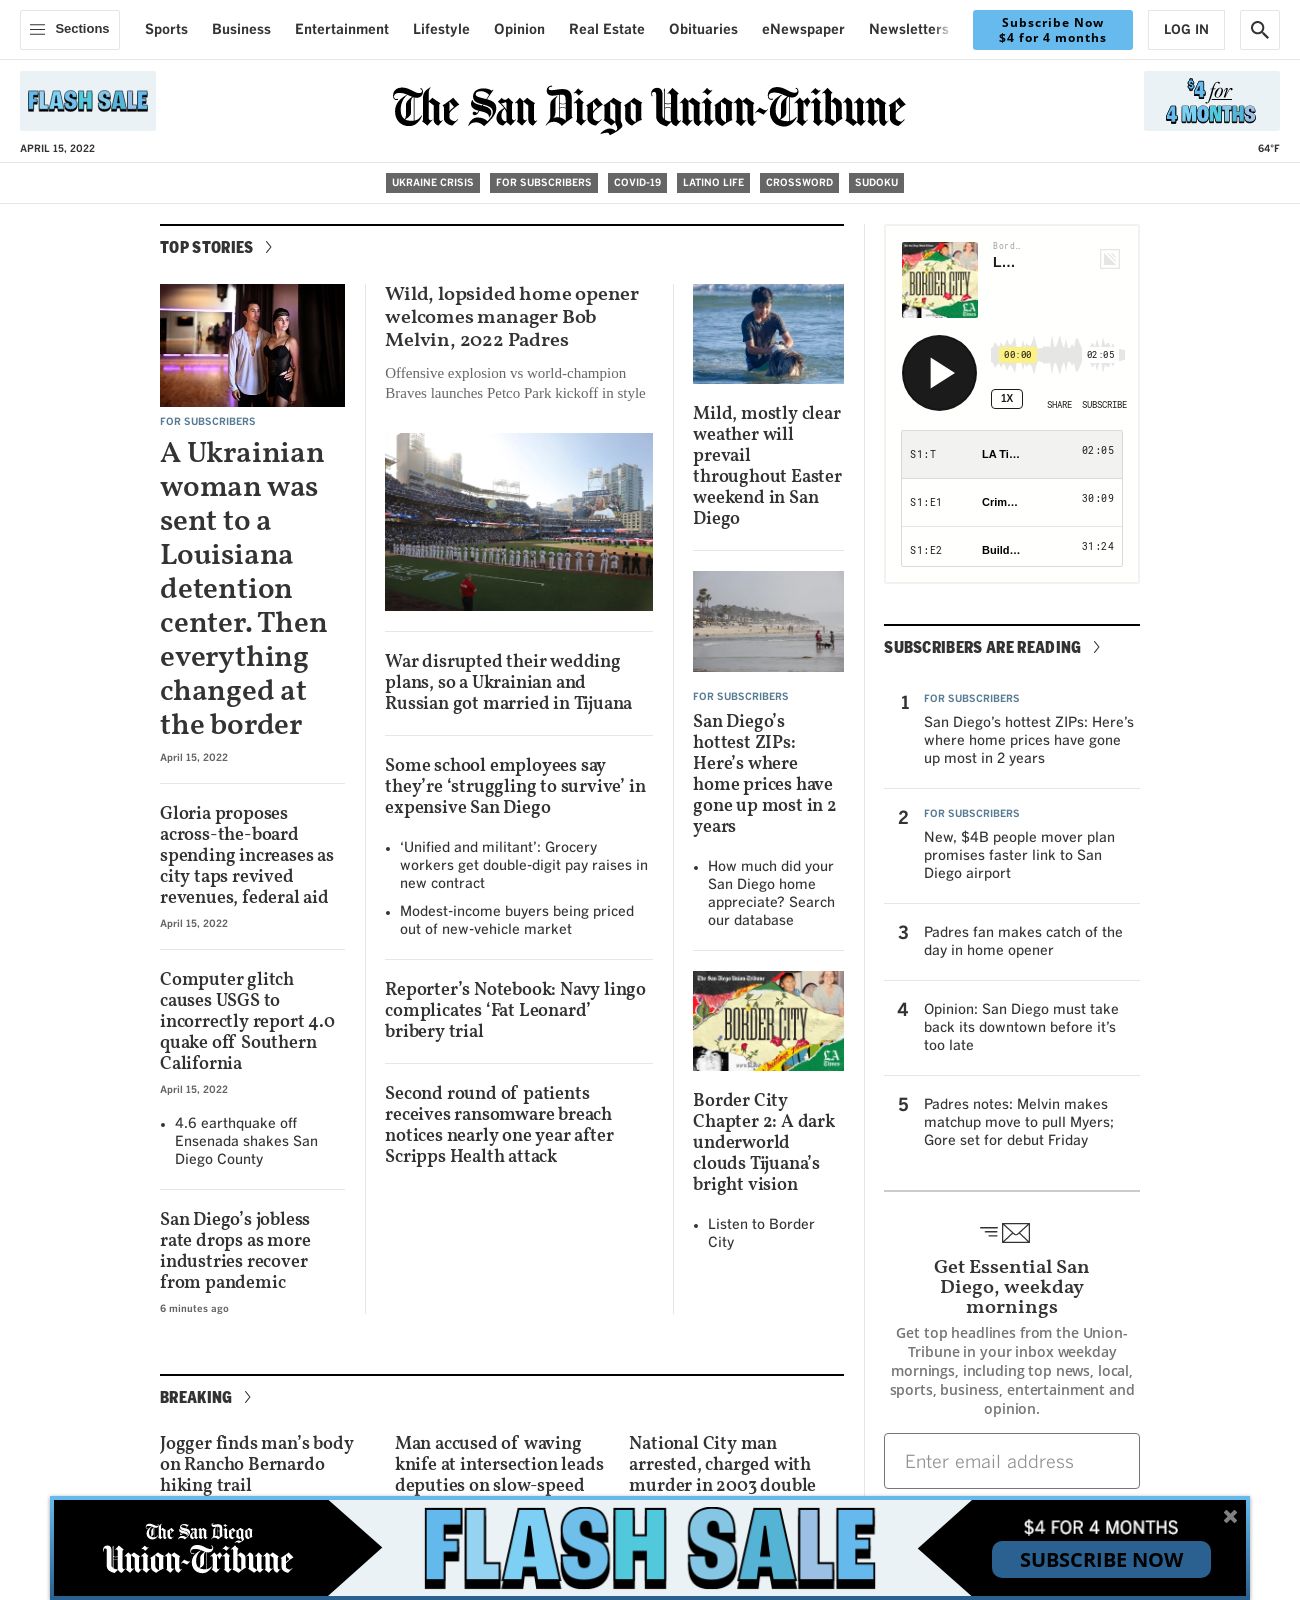 Sections
Sports
Business
Entertainment
Lifestyle
Opinion
Real Estate
Obituaries
eNewspaper
Newsletters
Subscribe Now
$4 for 4 months
LOG IN
FLASH SALE
The San Diego Union-Tribune
$4 for
4 MONTHS
APRIL 15, 2022
64°F
UKRAINE CRISIS
FOR SUBSCRIBERS
COVID-19
LATINO LIFE
CROSSWORD
SUDOKU
TOP STORIES
FOR SUBSCRIBERS
A Ukrainian
woman was
sent to a
Louisiana
detention
center. Then
everything
changed at
the border
April 15, 2022
Gloria proposes
across-the-board
spending increases as
city taps revived
revenues, federal aid
April 15, 2022
Computer glitch
causes USGS to
incorrectly report 4.0
quake off Southern
California
April 15, 2022
• 4.6 earthquake off
Ensenada shakes San
Diego County
San Diego’s jobless
rate drops as more
industries recover
from pandemic
6 minutes ago
Wild, lopsided home opener
welcomes manager Bob
Melvin, 2022 Padres
Offensive explosion vs world-champion
Braves launches Petco Park kickoff in style
War disrupted their wedding
plans, so a Ukrainian and
Russian got married in Tijuana
Some school employees say
they’re ‘struggling to survive’ in
expensive San Diego
• ‘Unified and militant’: Grocery
workers get double-digit pay raises in
new contract
• Modest-income buyers being priced
out of new-vehicle market
Reporter’s Notebook: Navy lingo
complicates ‘Fat Leonard’
bribery trial
Second round of patients
receives ransomware breach
notices nearly one year after
Scripps Health attack
Mild, mostly clear
weather will
prevail
throughout Easter
weekend in San
Diego
FOR SUBSCRIBERS
San Diego’s
hottest ZIPs:
Here’s where
home prices have
gone up most in 2
years
• How much did your
San Diego home
appreciate? Search
our database
The San Diego Union-Tribune
BORDER CITY
LA
Times
Border City
Chapter 2: A dark
underworld
clouds Tijuana’s
bright vision
• Listen to Border
City
BORDER CITY
LA
Times
Bord…
L…
00:00
02:05
1X
SHARE
SUBSCRIBE
S1:T
LA Ti…
02:05
S1:E1
Crim…
30:09
S1:E2
Build…
31:24
SUBSCRIBERS ARE READING
1
FOR SUBSCRIBERS
San Diego’s hottest ZIPs: Here’s
where home prices have gone
up most in 2 years
2
FOR SUBSCRIBERS
New, $4B people mover plan
promises faster link to San
Diego airport
3
Padres fan makes catch of the
day in home opener
4
Opinion: San Diego must take
back its downtown before it’s
too late
5
Padres notes: Melvin makes
matchup move to pull Myers;
Gore set for debut Friday
Get Essential San
Diego, weekday
mornings
Get top headlines from the Union-
Tribune in your inbox weekday
mornings, including top news, local,
sports, business, entertainment and
opinion.
Enter email address
BREAKING
Jogger finds man’s body
on Rancho Bernardo
hiking trail
Man accused of waving
knife at intersection leads
deputies on slow-speed
National City man
arrested, charged with
murder in 2003 double
The San Diego
Union-Tribune
FLASH SALE
$4 FOR 4 MONTHS
SUBSCRIBE NOW